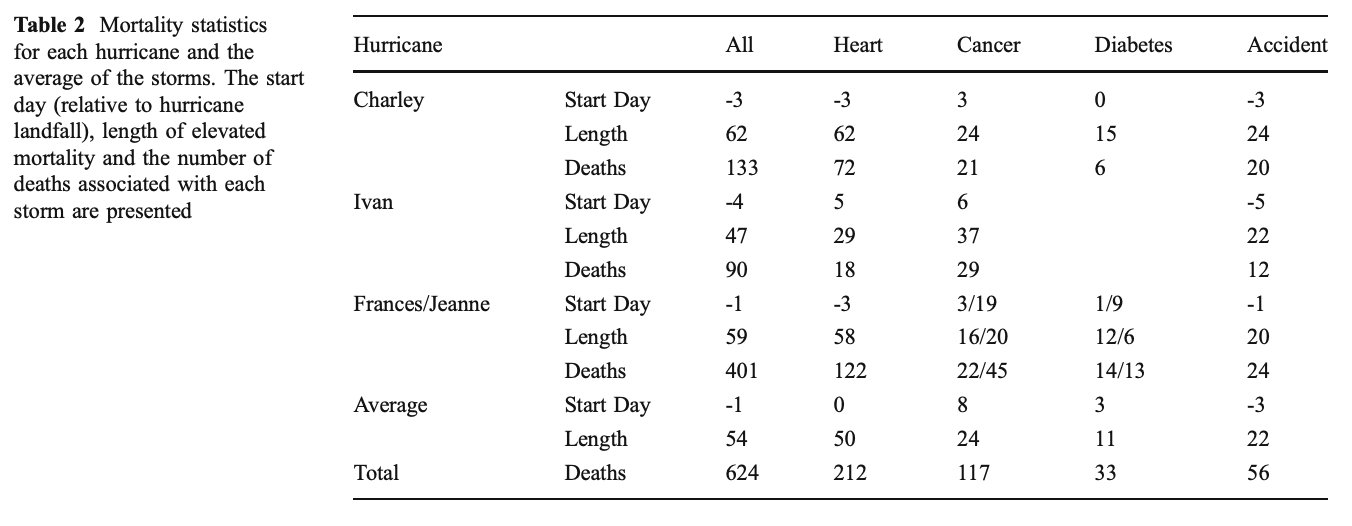 Table 2 Mortality statistics
for each hurricane and the
average of the storms. The start
day (relative to hurricane
landfall), length of elevated
mortality and the number of
deaths associated with each
storm are presented
Hurricane All Heart Cancer Diabetes Accident
Charley Start Day -3 -3 3 0 -3
Length 62 62 24 15 24
Deaths 133 72 21 6 20
Ivan Start Day -4 5 6 -5
Length 47 29 37 22
Deaths 90 18 29 12
Frances/Jeanne Start Day -1 -3 3/19 1/9 -1
Length 59 58 16/20 12/6 20
Deaths 401 122 22/45 14/13 24
Average Start Day -1 0 8 3 -3
Length 54 50 24 11 22
Total Deaths 624 212 117 33 56